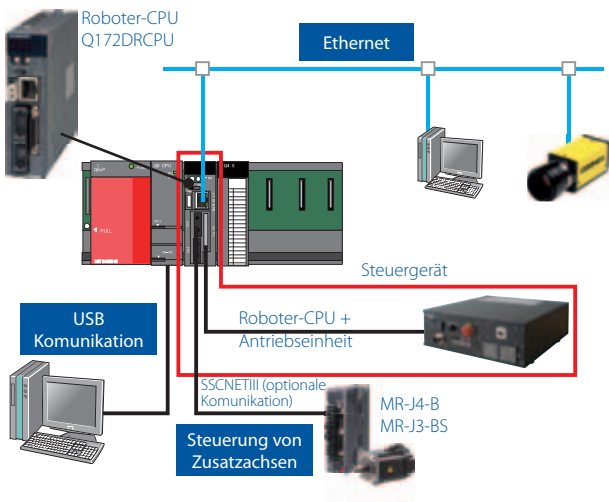 Roboter-CPU
Q172DRCPU
Ethernet
PULL
Steuergerät
USB
Komunikation
Roboter-CPU +
Antriebseinheit
SSCNETIII (optionale
Komunikation)
MR-J4-B
MR-J3-BS
Steuerung von
Zusatzachsen